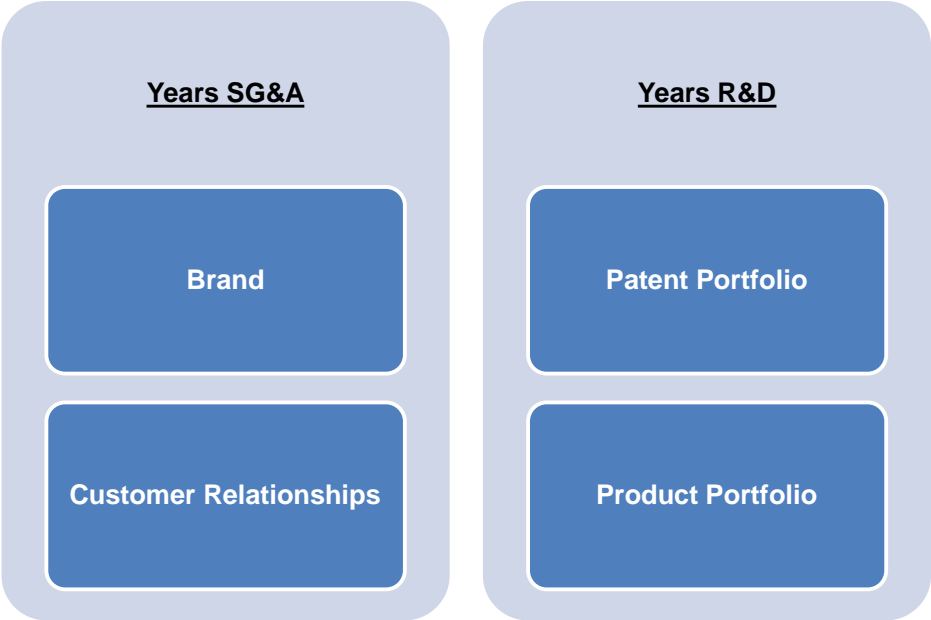 Years SG&A
Brand
Customer Relationships
Years R&D
Patent Portfolio
Product Portfolio